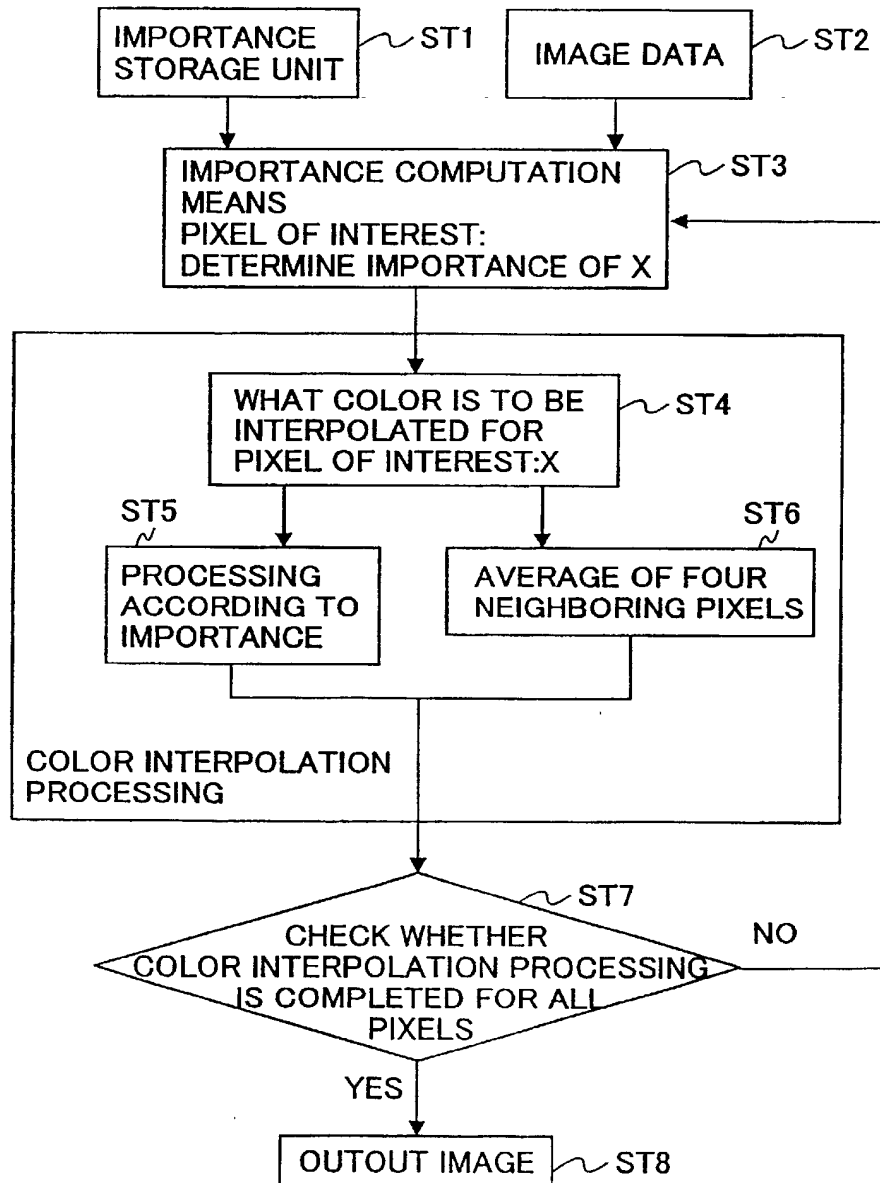 IMPORTANCE
STORAGE UNIT
ST1
IMAGE DATA
ST2
IMPORTANCE COMPUTATION
MEANS
PIXEL OF INTEREST:
DETERMINE IMPORTANCE OF X
ST3
WHAT COLOR IS TO BE
INTERPOLATED FOR
PIXEL OF INTEREST:X
ST4
ST5
PROCESSING
ACCORDING TO
IMPORTANCE
ST6
AVERAGE OF FOUR
NEIGHBORING PIXELS
COLOR INTERPOLATION
PROCESSING
ST7
CHECK WHETHER
COLOR INTERPOLATION PROCESSING
IS COMPLETED FOR ALL
PIXELS
NO
YES
OUTOUT IMAGE
ST8